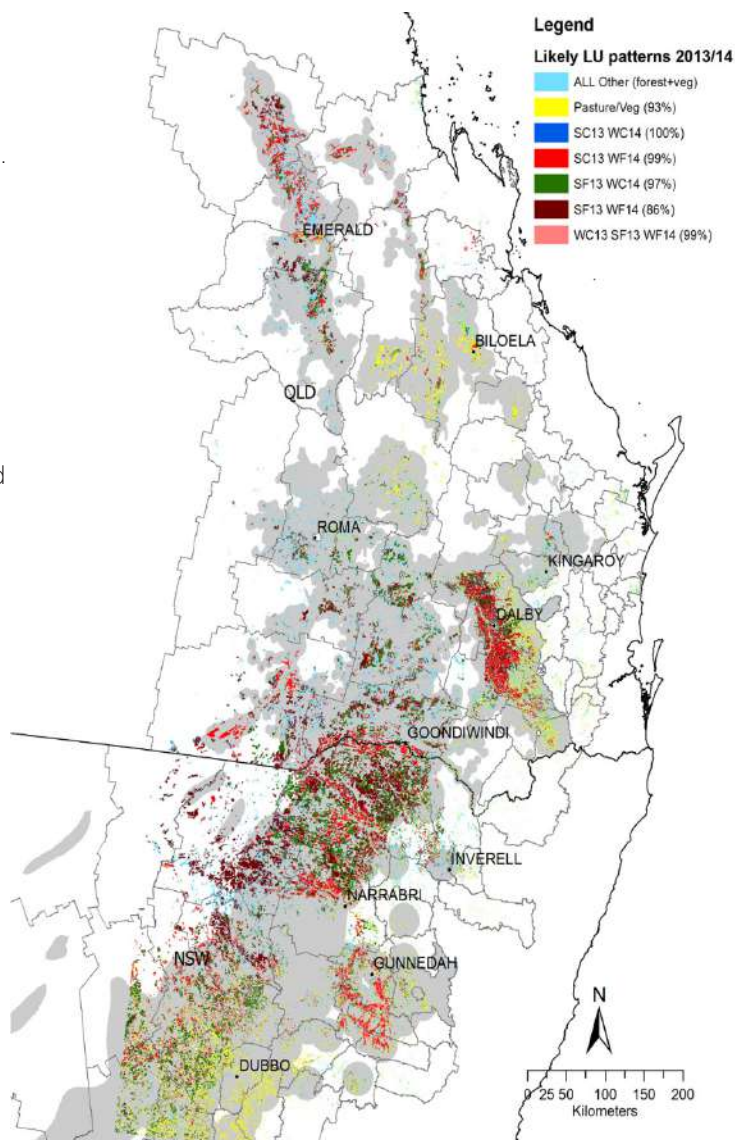 Legend
Likely LU patterns 2013/14
ALL Other (forest+veg)
Pasture/Veg (93%)
SC13 WC14 (100%)
SC13 WF14 (99%)
SF13 WC14 (97%)
SF13 WF14 (86%)
WC13 SF13 WF14 (99%)
.
EMERALD
BILOELA
QLD
d
ROMA
KINGAROY
DALBY
GOONDIWINDI
INVERELL
NARRABRI
NSW
GUNNEDAH
N
DUBBO
0 25 50 100 150 200
Kilometers